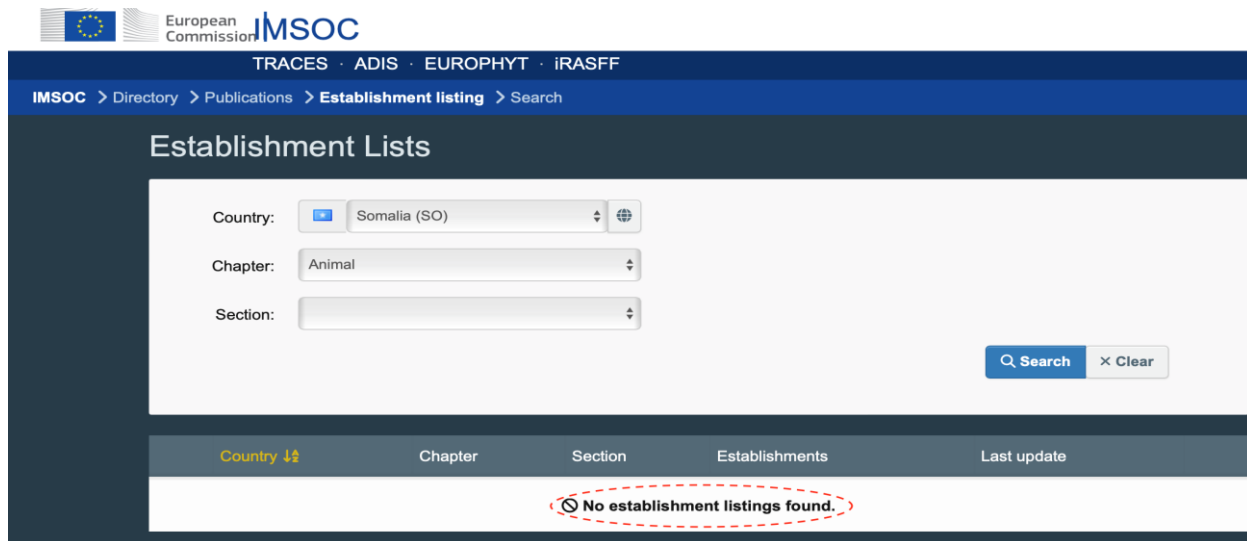 European
Commission
IMSOC
TRACES · ADIS · EUROPHYT · iRASFF
IMSOC > Directory > Publications > Establishment listing > Search
Establishment Lists
Country: Somalia (SO)
Chapter: Animal
Section:
Search × Clear
Country Chapter Section Establishments Last update
No establishment listings found.